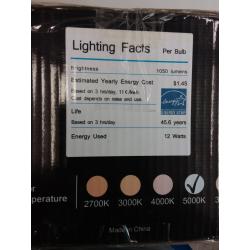 Lighting Facts Per Bulb
Brightness 1050 lumens
Estimated Yearly Energy Cost $1.45
Based on 3 hrs/day, 11¢/kWh
Cost depends on rates and use.
Life
Based on 3 hrs/day 45.6 years
Energy Used 12 Watts
2700K 3000K 4000K 5000K
Made in China